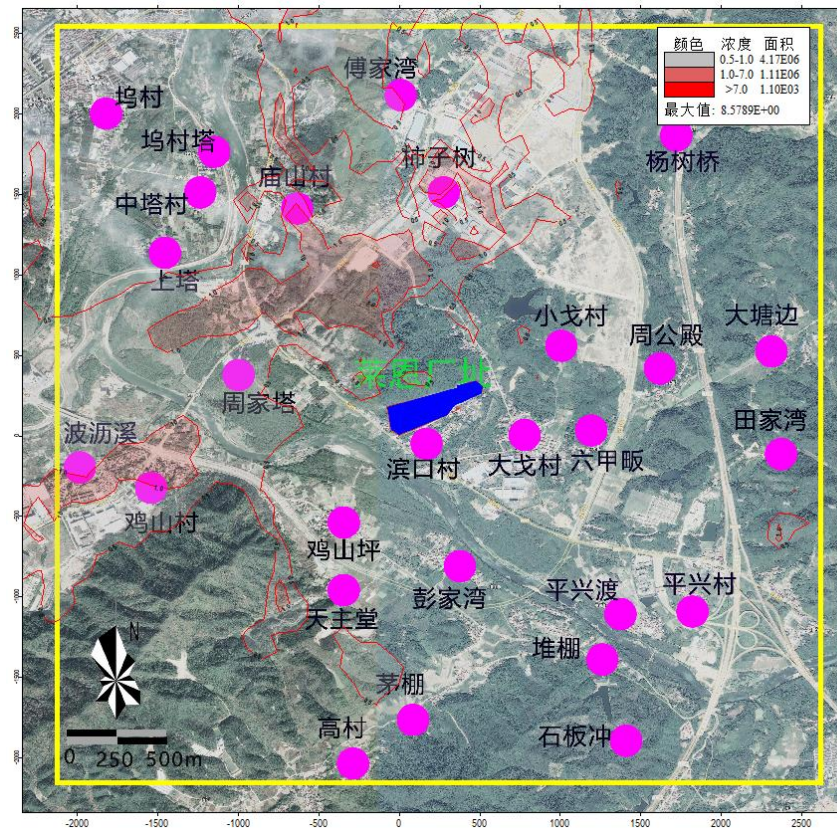 颜色 浓度 面积
0.5-1.0 4.17E06
1.0-7.0 1.11E06
>7.0 1.10E03
最大值: 8.5789E+00
傅家湾
坞村
坞村塔
柿子树
杨树桥
庙山村
中塔村
上塔
小戈村
周公殿
大塘边
莱恩厂址
周家塔
波沥溪
滨口村
大戈村
六甲畈
田家湾
鸡山村
鸡山坪
彭家湾
平兴渡
平兴村
天主堂
堆棚
茅棚
高村
石板冲
N
0 250 500m
-2000 -1500 -1000 -500 0 500 1000 1500 2000 2500